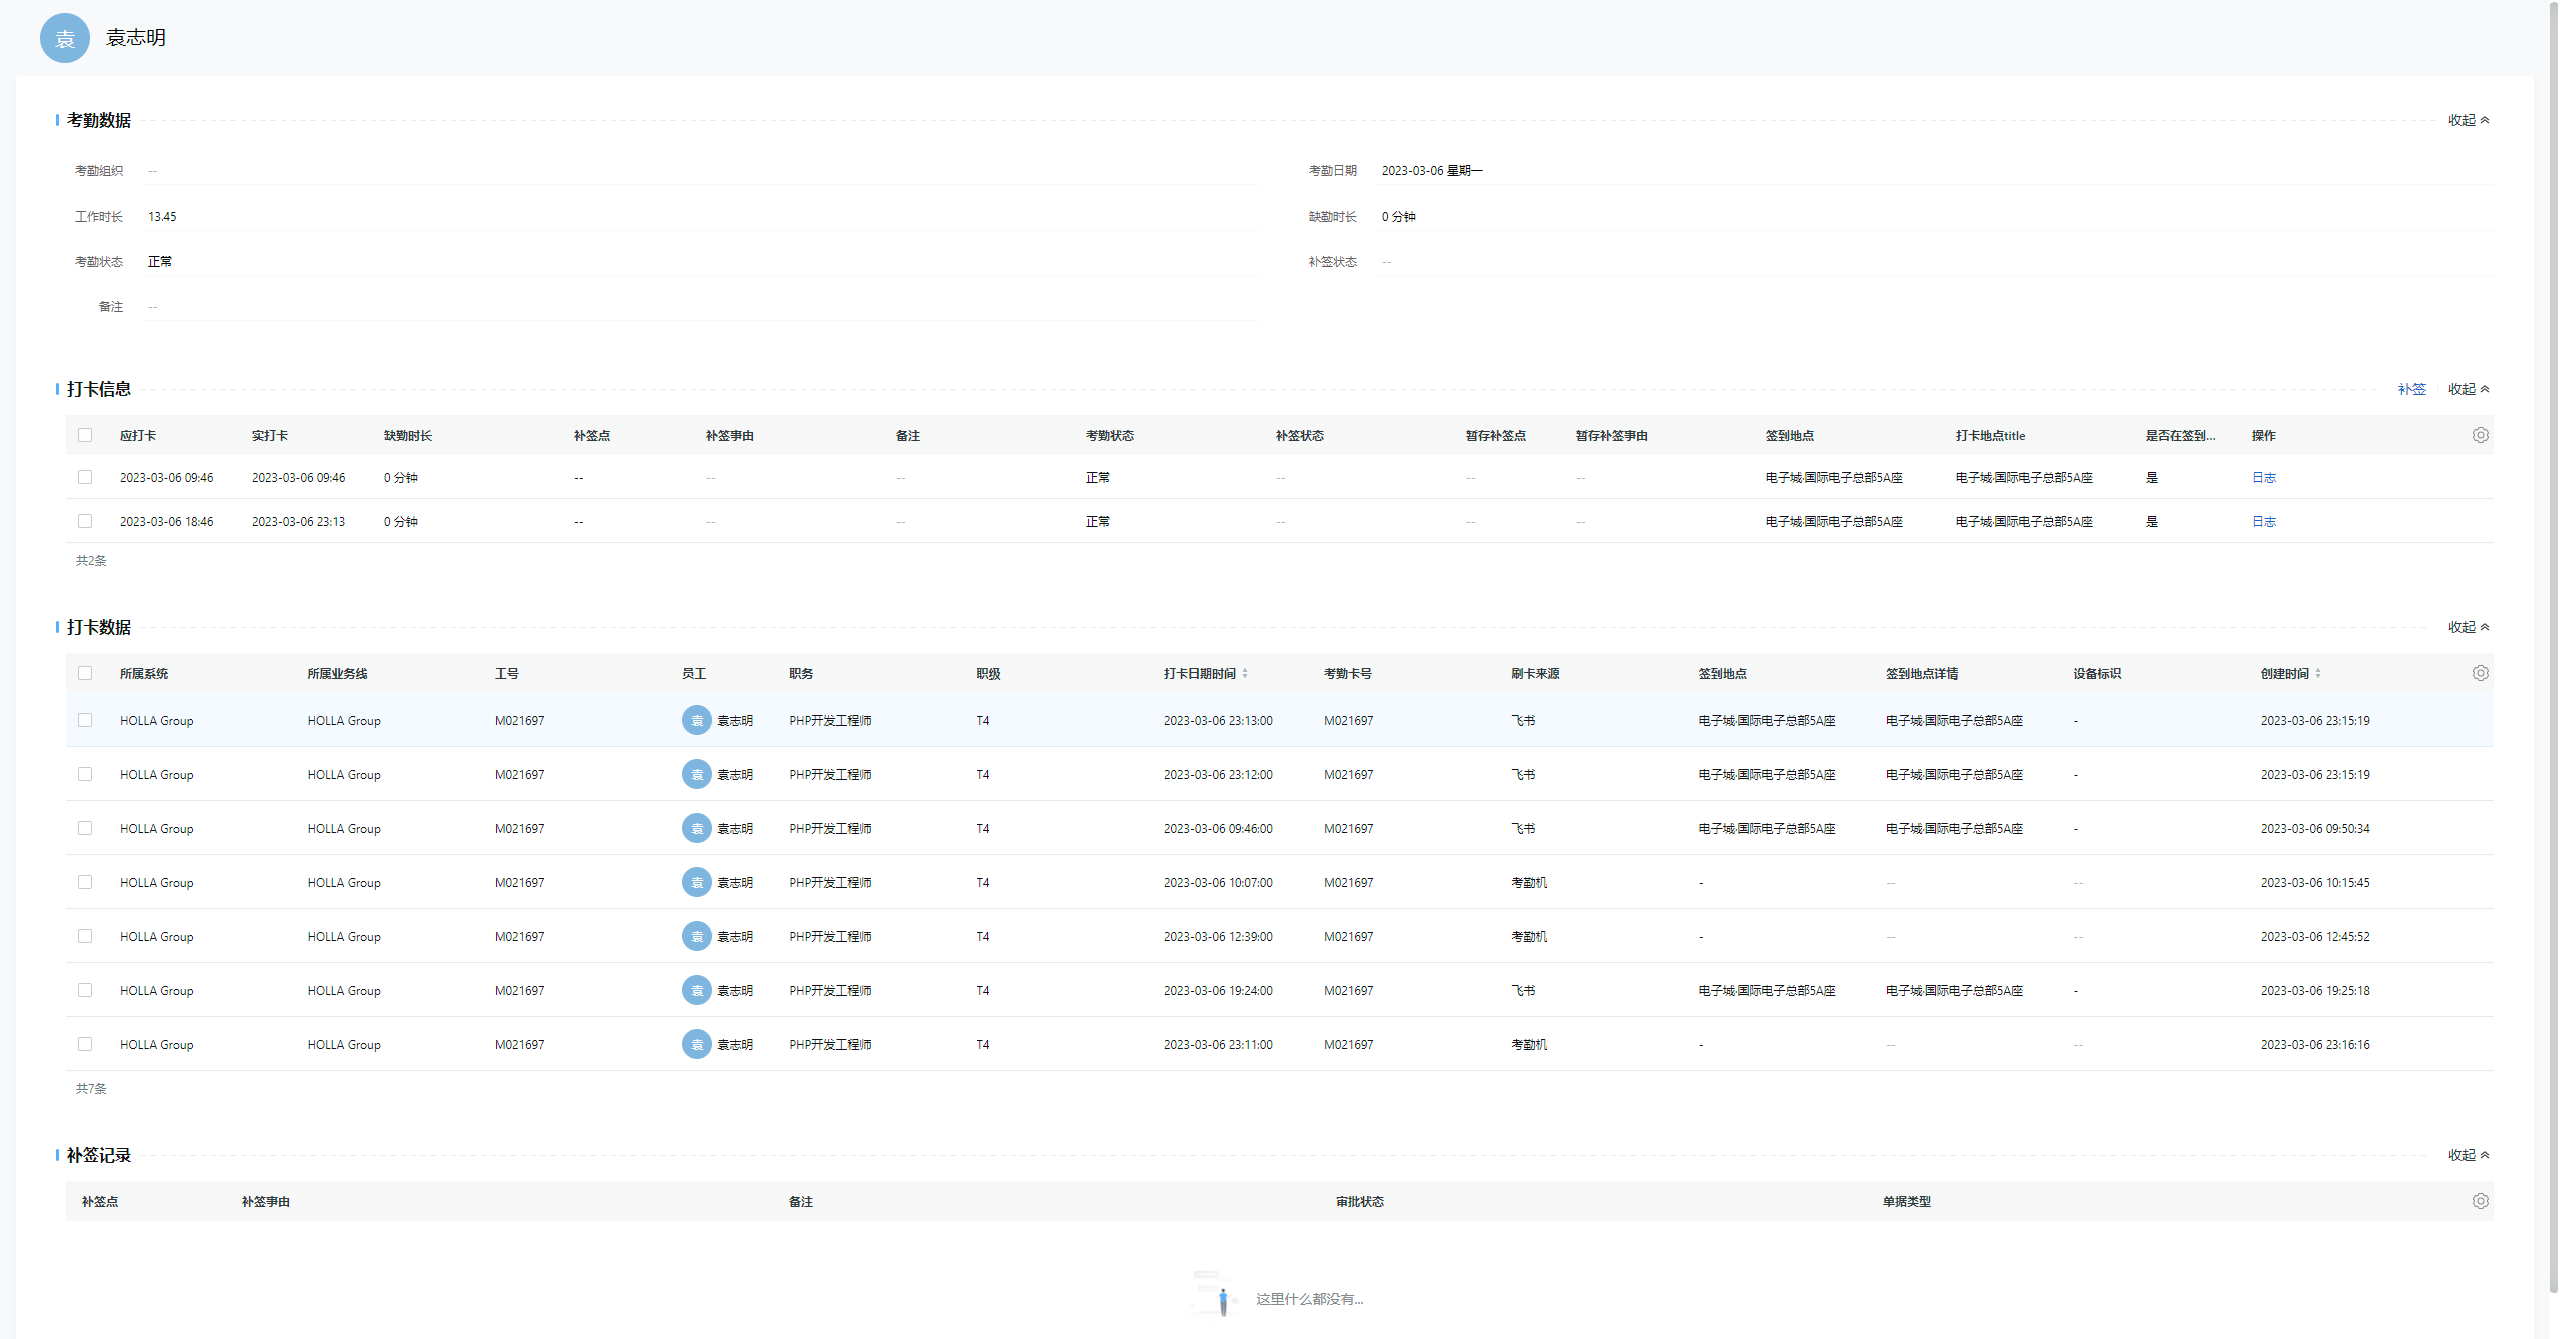 袁 袁志明
考勤数据 收起
考勤组织 -- 考勤日期 2023-03-06 星期一
工作时长 13.45 缺勤时长 0 分钟
考勤状态 正常 补签状态 --
备注 --
打卡信息 补签 收起
应打卡 实打卡 缺勤时长 补签点 补签事由 备注 考勤状态 补签状态 暂存补签点 暂存补签事由 签到地点 打卡地点title 是否在签到... 操作
2023-03-06 09:46 2023-03-06 09:46 0 分钟 -- -- -- 正常 -- -- -- 电子城·国际电子总部5A座 电子城·国际电子总部5A座 是 日志
2023-03-06 18:46 2023-03-06 23:13 0 分钟 -- -- -- 正常 -- -- -- 电子城·国际电子总部5A座 电子城·国际电子总部5A座 是 日志
共2条
打卡数据 收起
所属系统 所属业务线 工号 员工 职务 职级 打卡日期时间 考勤卡号 刷卡来源 签到地点 签到地点详情 设备标识 创建时间
HOLLA Group HOLLA Group M021697 袁 袁志明 PHP开发工程师 T4 2023-03-06 23:13:00 M021697 飞书 电子城·国际电子总部5A座 电子城·国际电子总部5A座 - 2023-03-06 23:15:19
HOLLA Group HOLLA Group M021697 袁 袁志明 PHP开发工程师 T4 2023-03-06 23:12:00 M021697 飞书 电子城·国际电子总部5A座 电子城·国际电子总部5A座 - 2023-03-06 23:15:19
HOLLA Group HOLLA Group M021697 袁 袁志明 PHP开发工程师 T4 2023-03-06 09:46:00 M021697 飞书 电子城·国际电子总部5A座 电子城·国际电子总部5A座 - 2023-03-06 09:50:34
HOLLA Group HOLLA Group M021697 袁 袁志明 PHP开发工程师 T4 2023-03-06 10:07:00 M021697 考勤机 - -- -- 2023-03-06 10:15:45
HOLLA Group HOLLA Group M021697 袁 袁志明 PHP开发工程师 T4 2023-03-06 12:39:00 M021697 考勤机 - -- -- 2023-03-06 12:45:52
HOLLA Group HOLLA Group M021697 袁 袁志明 PHP开发工程师 T4 2023-03-06 19:24:00 M021697 飞书 电子城·国际电子总部5A座 电子城·国际电子总部5A座 - 2023-03-06 19:25:18
HOLLA Group HOLLA Group M021697 袁 袁志明 PHP开发工程师 T4 2023-03-06 23:11:00 M021697 考勤机 - -- -- 2023-03-06 23:16:16
共7条
补签记录 收起
补签点 补签事由 备注 审批状态 单据类型
这里什么都没有...